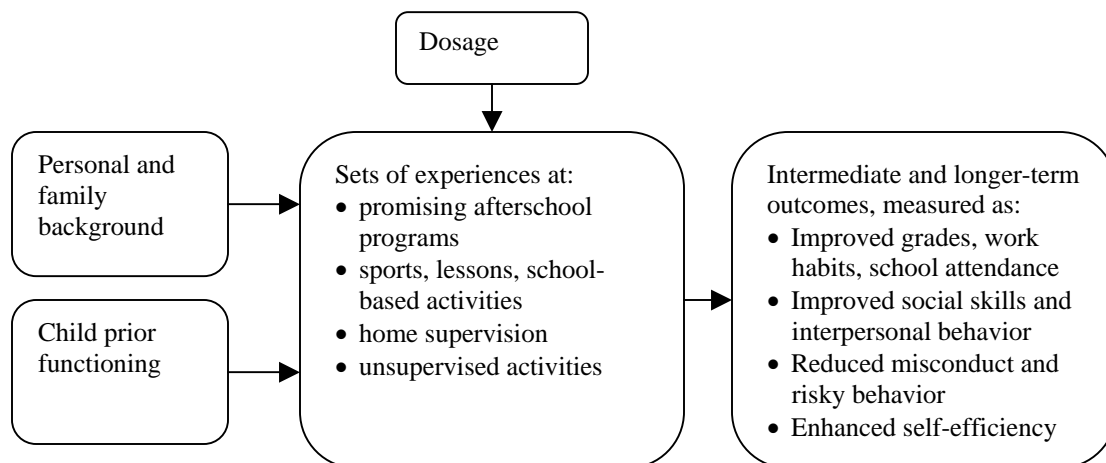 Dosage
Personal and
family
background
Child prior
functioning
Sets of experiences at:
• promising afterschool
programs
• sports, lessons, school-
based activities
• home supervision
• unsupervised activities
Intermediate and longer-term
outcomes, measured as:
• Improved grades, work
habits, school attendance
• Improved social skills and
interpersonal behavior
• Reduced misconduct and
risky behavior
• Enhanced self-efficiency